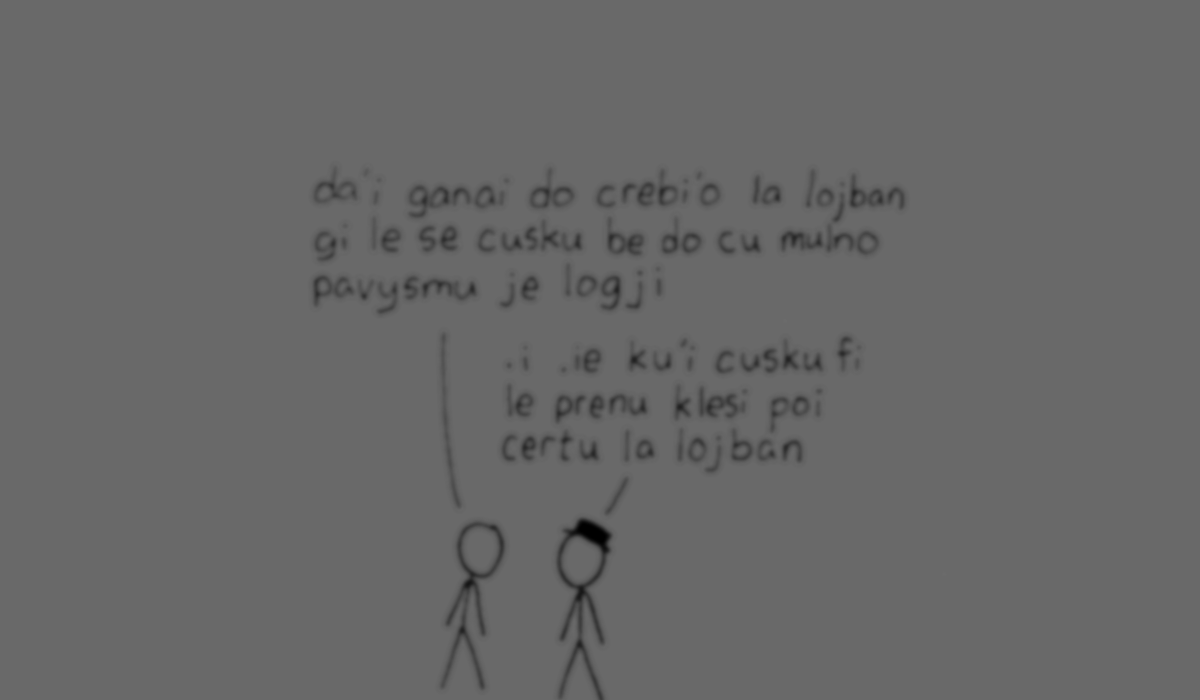 da'i ganai do crebi'o la lojban
gi le se cusku be do cu mulno
pavysmu je logji
.i .ie ku'i cusku fi
le prenu klesi poi
certu la lojban